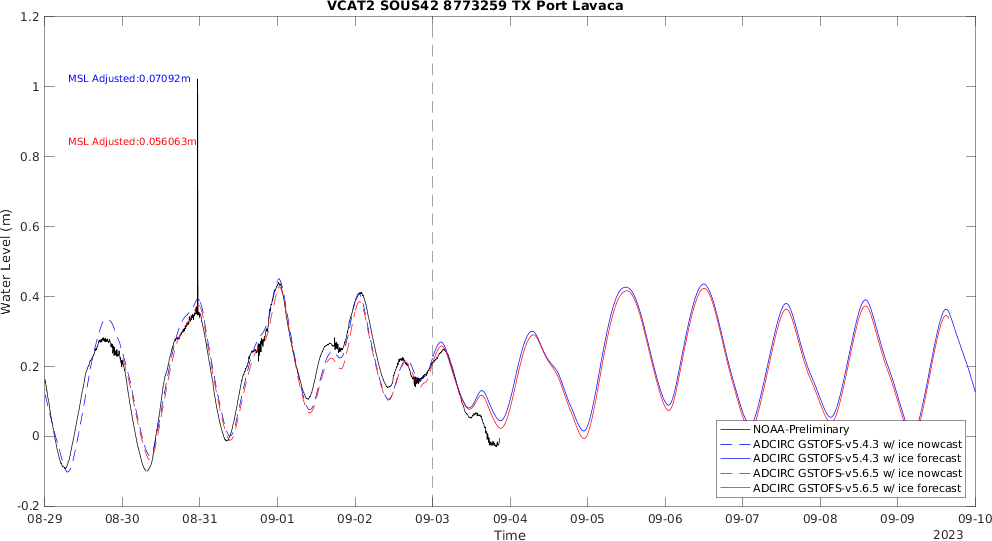 VCAT2 SOUS42 8773259 TX Port Lavaca
1.2
1
0.8
0.6
0.4
0.2
0
-0.2
Water Level (m)
MSL Adjusted:0.07092m
MSL Adjusted:0.056063m
NOAA-Preliminary
ADCIRC GSTOFS-v5.4.3 w/ ice nowcast
ADCIRC GSTOFS-v5.4.3 w/ ice forecast
ADCIRC GSTOFS-v5.6.5 w/ ice nowcast
ADCIRC GSTOFS-v5.6.5 w/ ice forecast
08-29 08-30 08-31 09-01 09-02 09-03 09-04 09-05 09-06 09-07 09-08 09-09 09-10
Time
2023